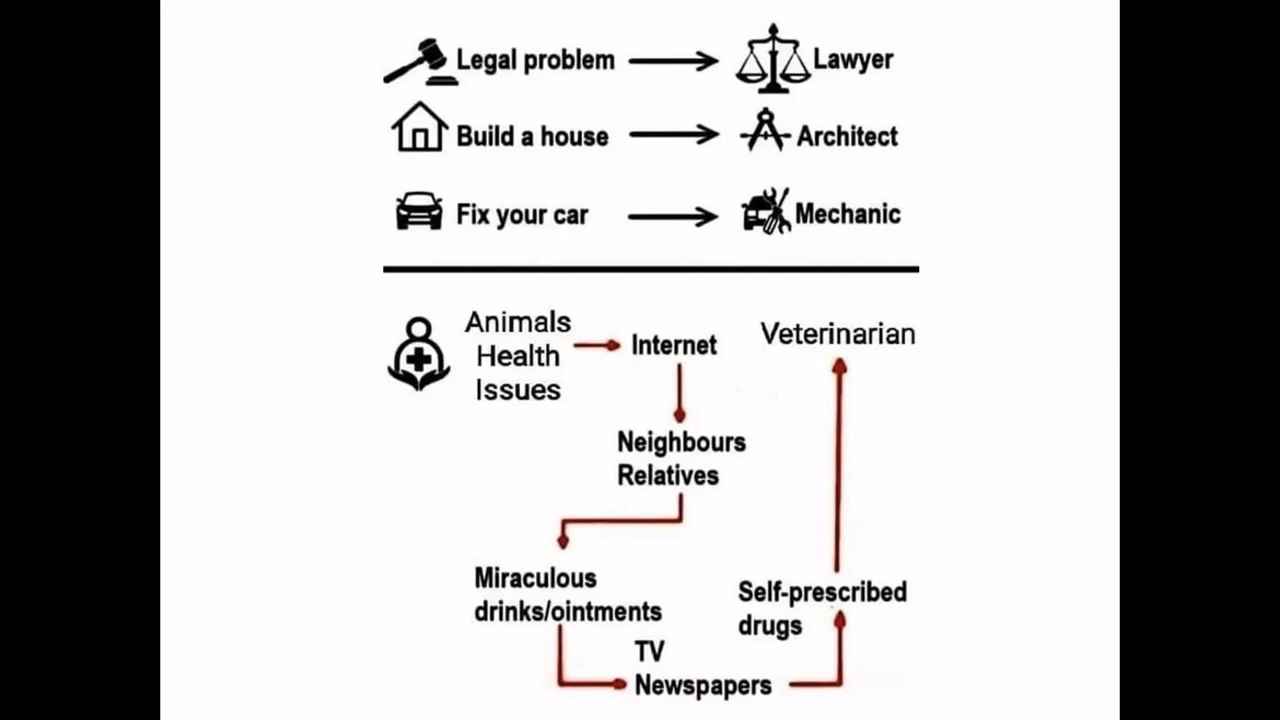 Legal problem
Lawyer
Build a house
Architect
Fix your car
Mechanic
Animals
Health
Issues
Internet
Veterinarian
Neighbours
Relatives
Miraculous
drinks/ointments
Self-prescribed
drugs
TV
Newspapers